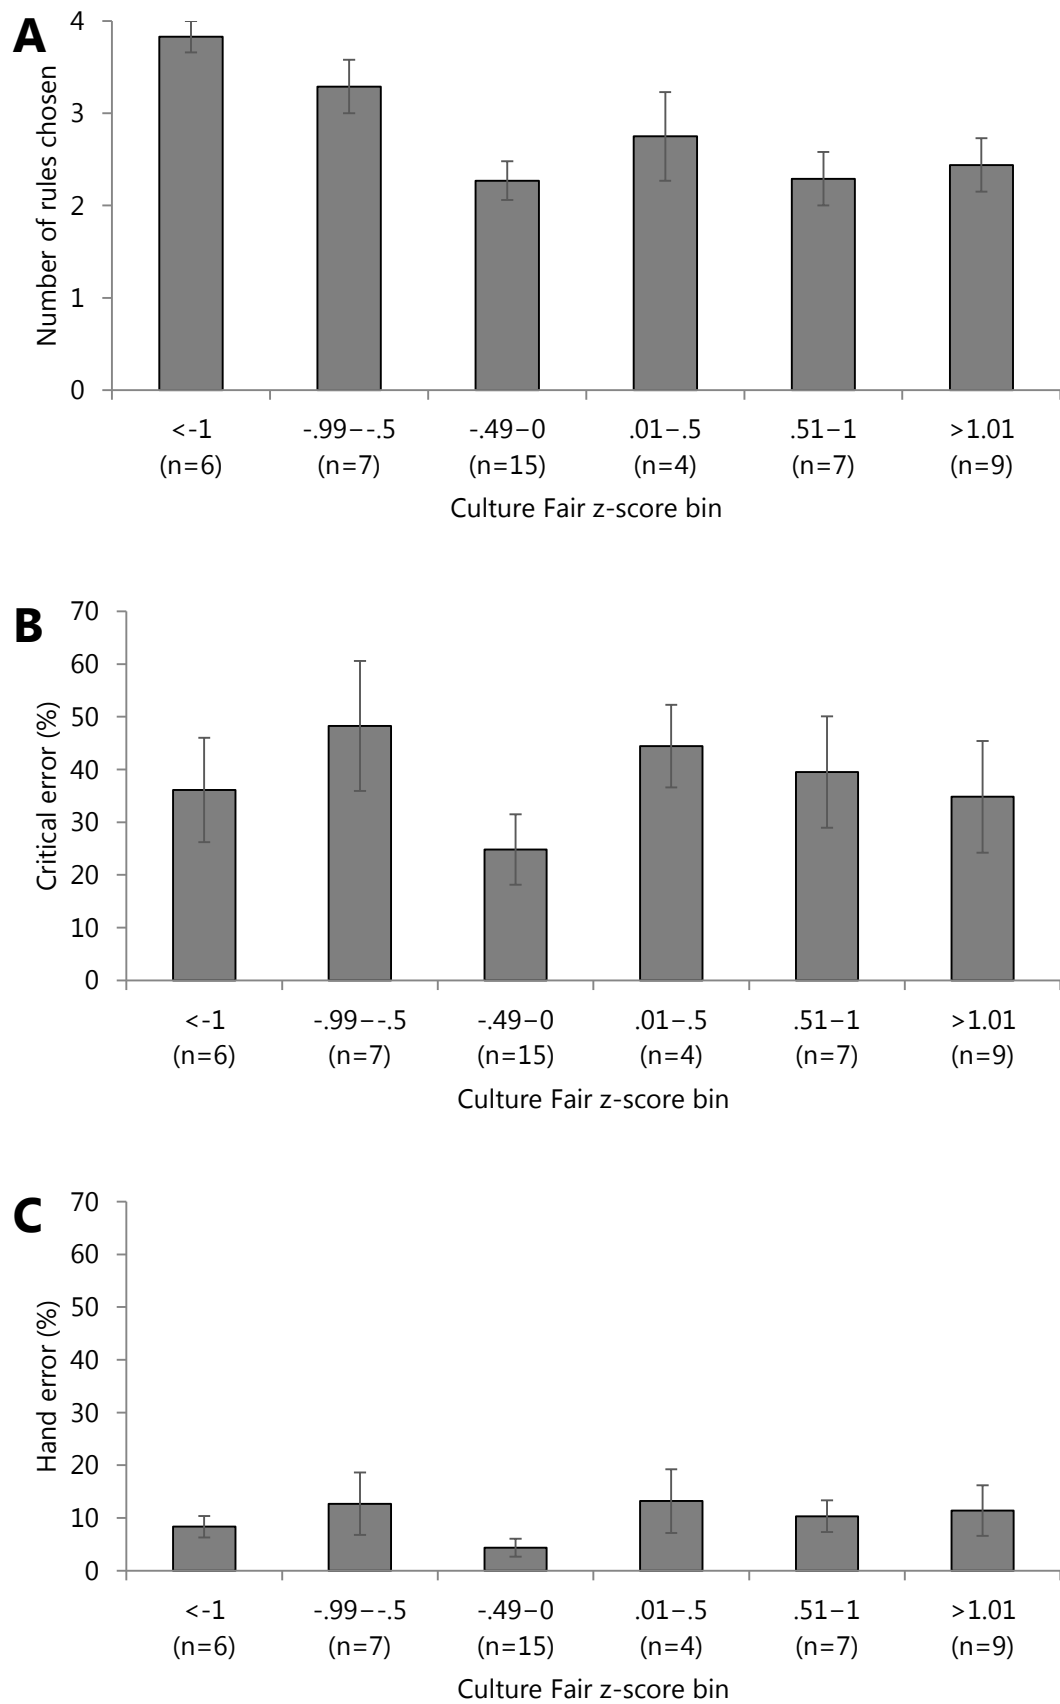 A
Number of rules chosen
4
3
2
1
0
<-1 -.99–-.5 -.49–0 .01–.5 .51–1 >1.01
(n=6) (n=7) (n=15) (n=4) (n=7) (n=9)
Culture Fair z-score bin
B
Critical error (%)
70
60
50
40
30
20
10
0
<-1 -.99–-.5 -.49–0 .01–.5 .51–1 >1.01
(n=6) (n=7) (n=15) (n=4) (n=7) (n=9)
Culture Fair z-score bin
C
Hand error (%)
70
60
50
40
30
20
10
0
<-1 -.99–-.5 -.49–0 .01–.5 .51–1 >1.01
(n=6) (n=7) (n=15) (n=4) (n=7) (n=9)
Culture Fair z-score bin